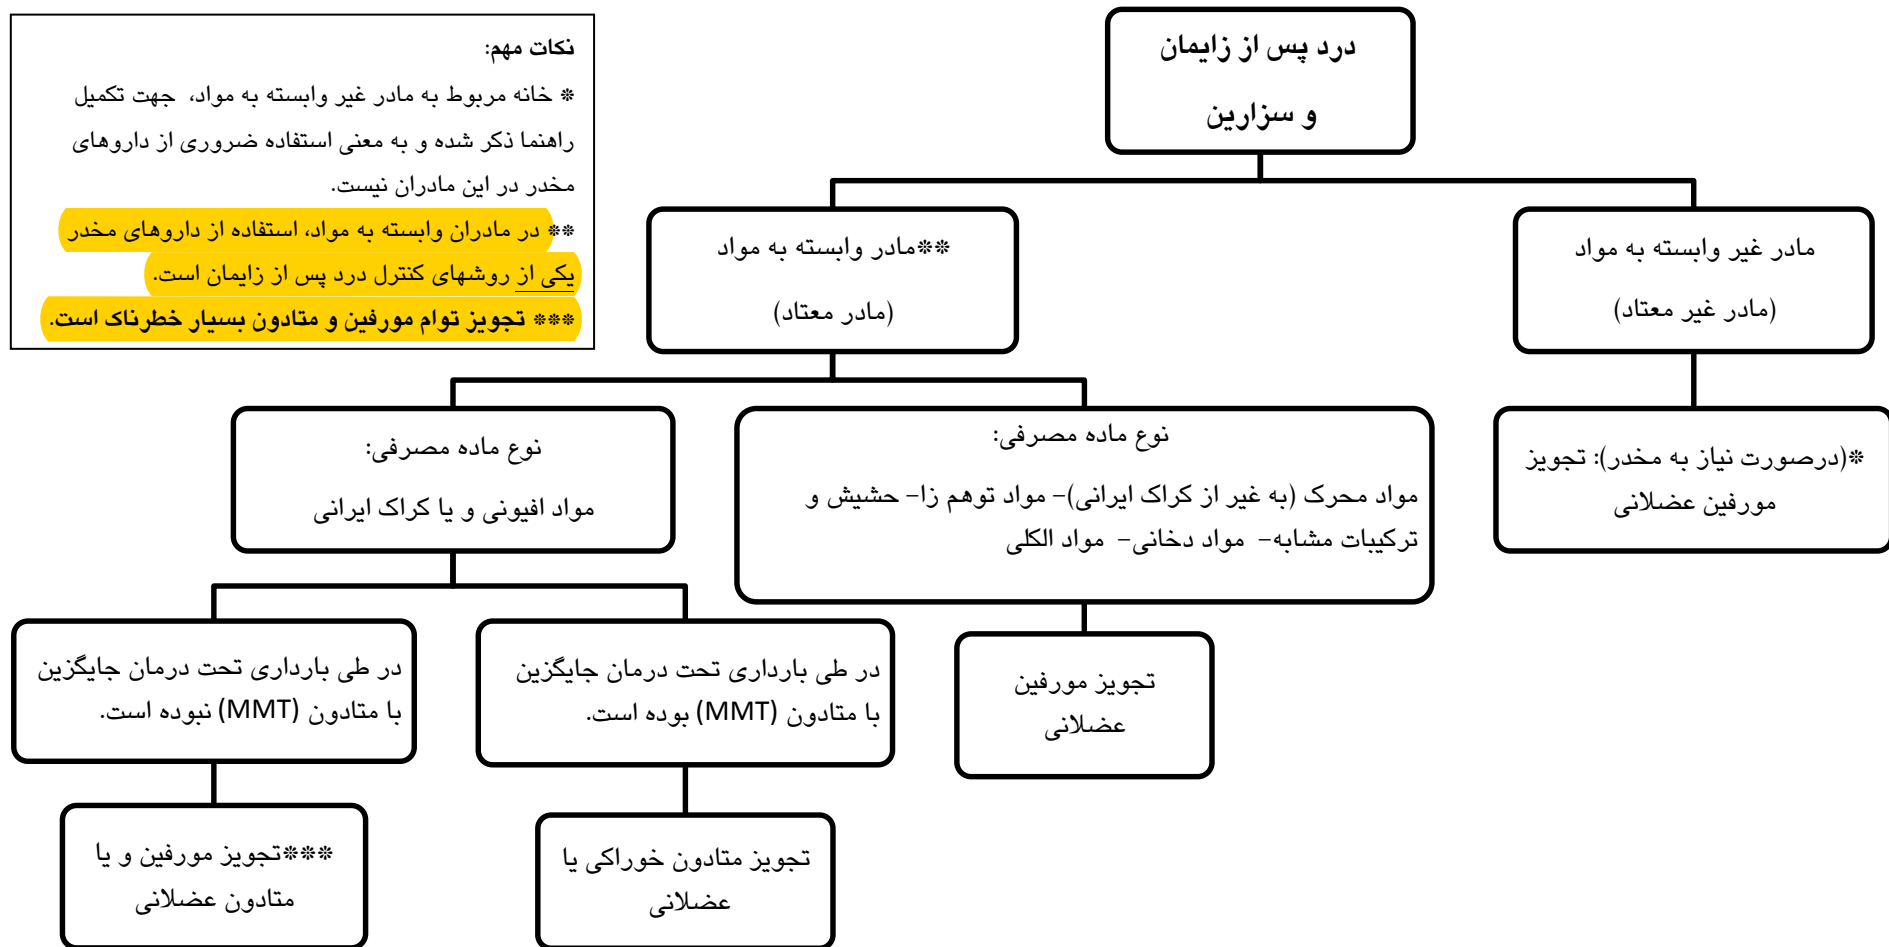 درد پس از زایمان
و سزارین
نکات مهم:
* خانه مربوط به مادر غیر وابسته به مواد، جهت تکمیل
راهنما ذکر شده و به معنی استفاده ضروری از داروهای
مخدر در این مادران نیست.
** در مادران وابسته به مواد، استفاده از داروهای مخدر
یکی از روشهای کنترل درد پس از زایمان است.
*** تجویز توام مورفین و متادون بسیار خطرناک است.
مادر غیر وابسته به مواد
(مادر غیر معتاد)
**مادر وابسته به مواد
(مادر معتاد)
*(درصورت نیاز به مخدر): تجویز
مورفین عضلانی
نوع ماده مصرفی:
مواد محرک (به غیر از کراک ایرانی)- مواد توهم زا- حشیش و
ترکیبات مشابه- مواد دخانی- مواد الکلی
نوع ماده مصرفی:
مواد افیونی و یا کراک ایرانی
تجویز مورفین
عضلانی
در طی بارداری تحت درمان جایگزین
با متادون (MMT) بوده است.
در طی بارداری تحت درمان جایگزین
با متادون (MMT) نبوده است.
تجویز متادون خوراکی یا
عضلانی
***تجویز مورفین و یا
متادون عضلانی